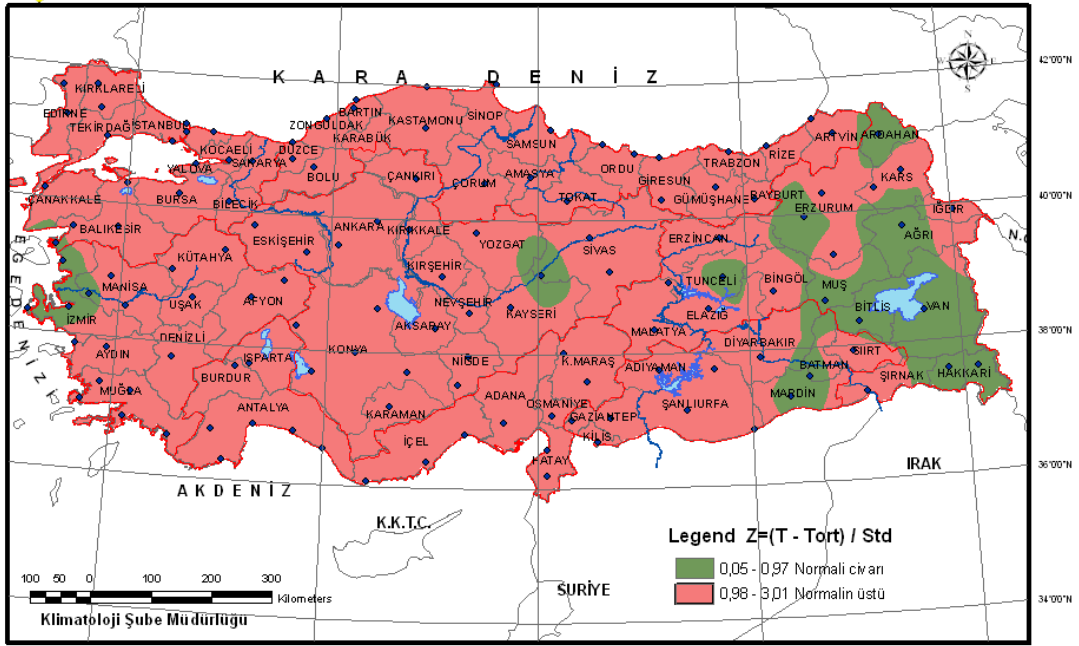 KARA DENİZ
N
W
E
S
42°00'N
KIRKLARELİ
EDİRNE
TEKİRDAĞ
İSTANBUL
KOCAELİ
YALOVA
SAKARYA
DÜZCE
ZONGULDAK
BARTIN
KARABÜK
KASTAMONU
SİNOP
SAMSUN
ORDU
GİRESUN
TRABZON
RİZE
ARTVİN
ARDAHAN
KARS
BOLU
ÇANKIRI
ÇORUM
AMASYA
TOKAT
GÜMÜŞHANE
BAYBURT
ERZURUM
IĞDIR
40°00'N
ÇANAKKALE
BURSA
BİLECİK
BALIKESİR
ESKİŞEHİR
ANKARA
KIRIKKALE
YOZGAT
SİVAS
ERZİNCAN
AĞRI
KÜTAHYA
KIRŞEHİR
TUNCELİ
BİNGÖL
MUŞ
BİTLİS
VAN
MANİSA
UŞAK
AFYON
NEVŞEHİR
KAYSERİ
ELAZIĞ
İZMİR
AKSARAY
MALATYA
DİYARBAKIR
38°00'N
EGE DENİZİ
AYDIN
DENİZLİ
ISPARTA
BURDUR
KONYA
NİĞDE
K.MARAŞ
ADIYAMAN
BATMAN
SİİRT
ŞIRNAK
HAKKARİ
MARDİN
MUĞLA
ANTALYA
KARAMAN
ADANA
OSMANİYE
GAZİANTEP
ŞANLIURFA
İÇEL
KİLİS
HATAY
IRAK
36°00'N
AKDENİZ
K.K.T.C.
SURİYE
Legend Z=(T - Tort) / Std
0,05 - 0,97 Normali civarı
0,98 - 3,01 Normalin üstü
100 50 0 100 200 300
Kilometers
Klimatoloji Şube Müdürlüğü
34°00'N